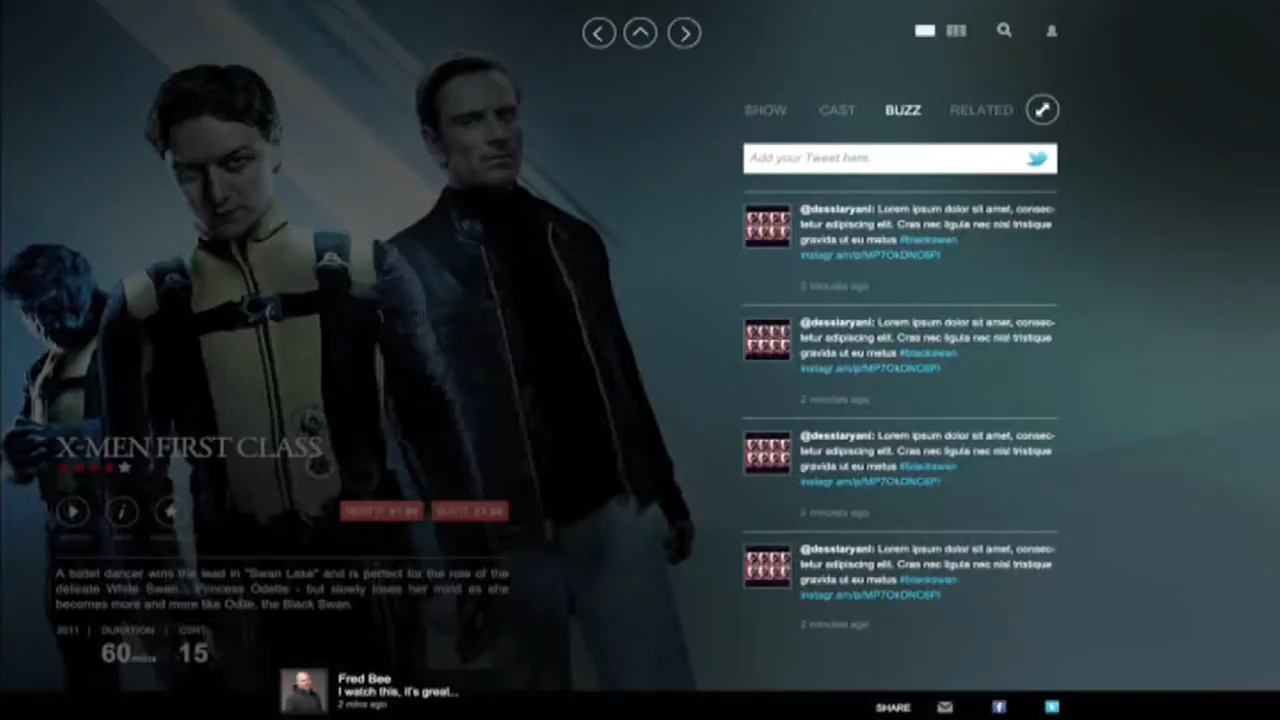 SHOW CAST BUZZ RELATED
Add your Tweet here.
@dessiaryani: Lorem ipsum dolor sit amet, consec-
tetur adipiscing elit. Cras nec ligula nec nisl tristique
gravida ut eu metus #blackswan
2 minutes ago
@dessiaryani: Lorem ipsum dolor sit amet, consec-
tetur adipiscing elit. Cras nec ligula nec nisl tristique
gravida ut eu metus #blackswan
2 minutes ago
@dessiaryani: Lorem ipsum dolor sit amet, consec-
tetur adipiscing elit. Cras nec ligula nec nisl tristique
gravida ut eu metus #blackswan
2 minutes ago
@dessiaryani: Lorem ipsum dolor sit amet, consec-
tetur adipiscing elit. Cras nec ligula nec nisl tristique
gravida ut eu metus #blackswan
2 minutes ago
X-MEN FIRST CLASS
A ballet dancer wins the lead in "Swan Lake" and is perfect for the role of the
delicate White Swan - Princess Odette - but slowly loses her mind as she
becomes more and more like Odile, the Black Swan.
2011 | DURATION | CERT
60 mins 15
Fred Bee
I watch this, it's great...
2 mins ago
SHARE